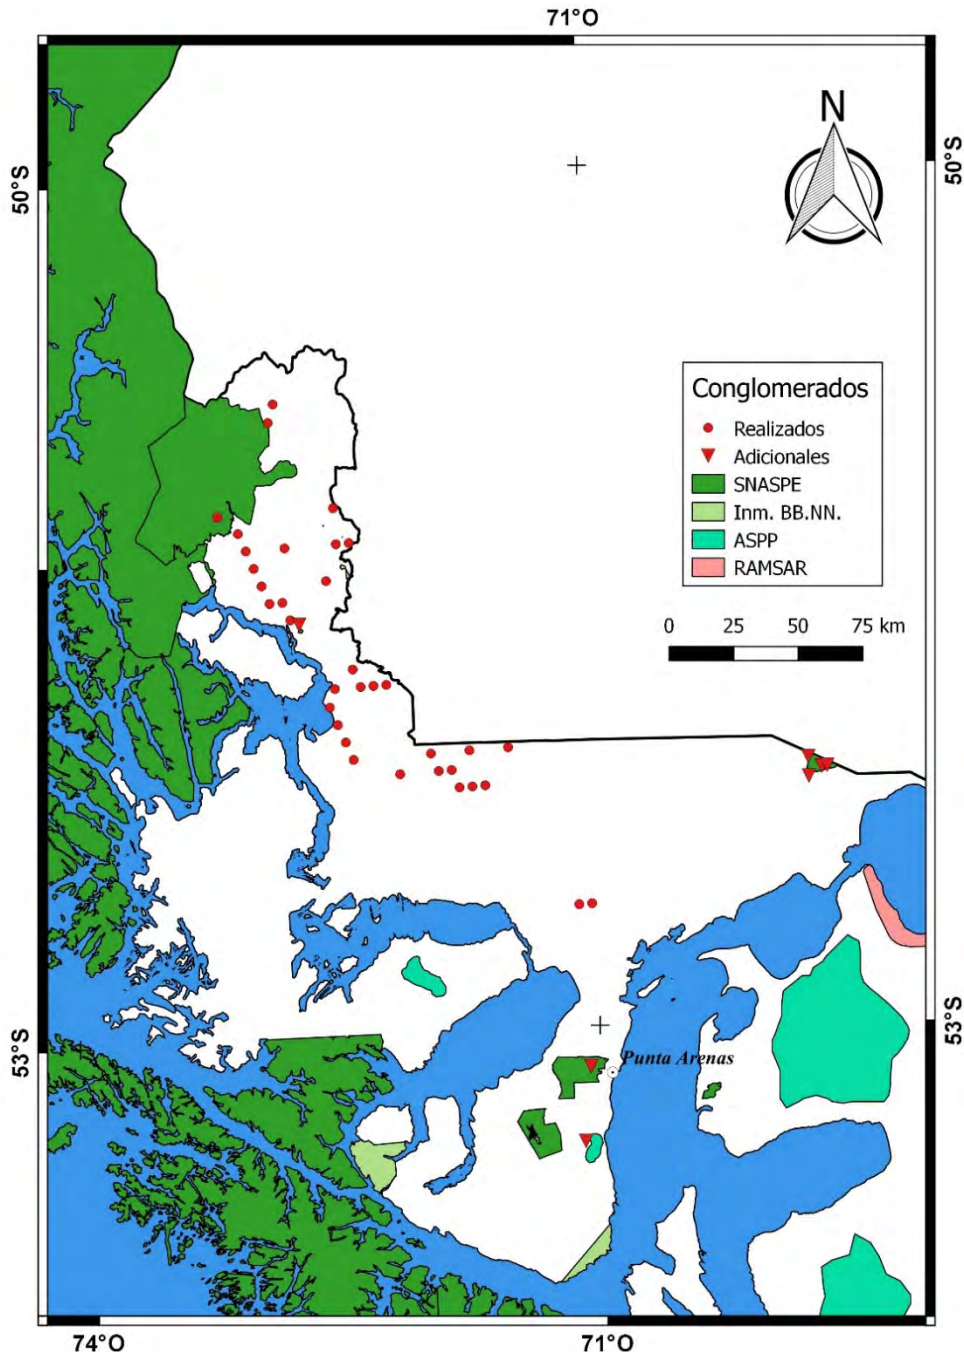 71°O
N
50°S
50°S
Conglomerados
Realizados
Adicionales
SNASPE
Inm. BB.NN.
ASPP
RAMSAR
0 25 50 75 km
53°S
53°S
Punta Arenas
74°O
71°O